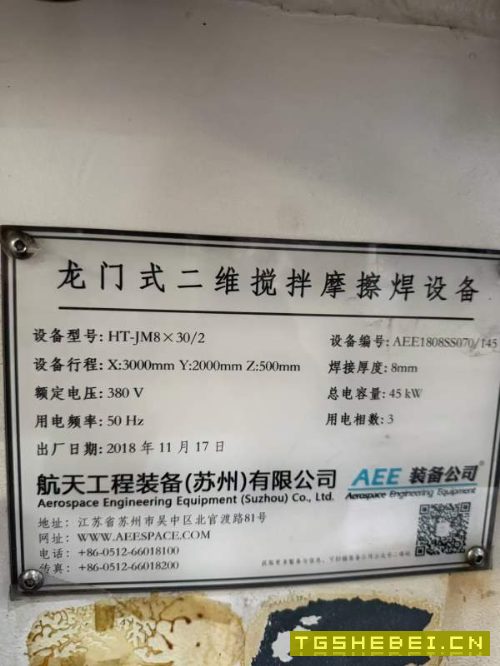 龙门式二维搅拌摩擦焊设备
设备型号: HT-JM8×30/2
设备编号: AEE1808SS070/145
设备行程: X:3000mm Y:2000mm Z:500mm
焊接厚度: 8mm
额定电压: 380 V
总电容量: 45 kW
用电频率: 50 Hz
用电相数: 3
出厂日期: 2018 年 11 月 17 日
航天工程装备(苏州)有限公司
Aerospace Engineering Equipment (Suzhou) Co., Ltd.
AEE 装备公司
Aerospace Engineering Equipment
地址: 江苏省苏州市吴中区北官渡路81号
网址: WWW.AEESPACE.COM
电话: +86-0512-66018100
传真: +86-0512-66018200
TGSHEBEI.CN